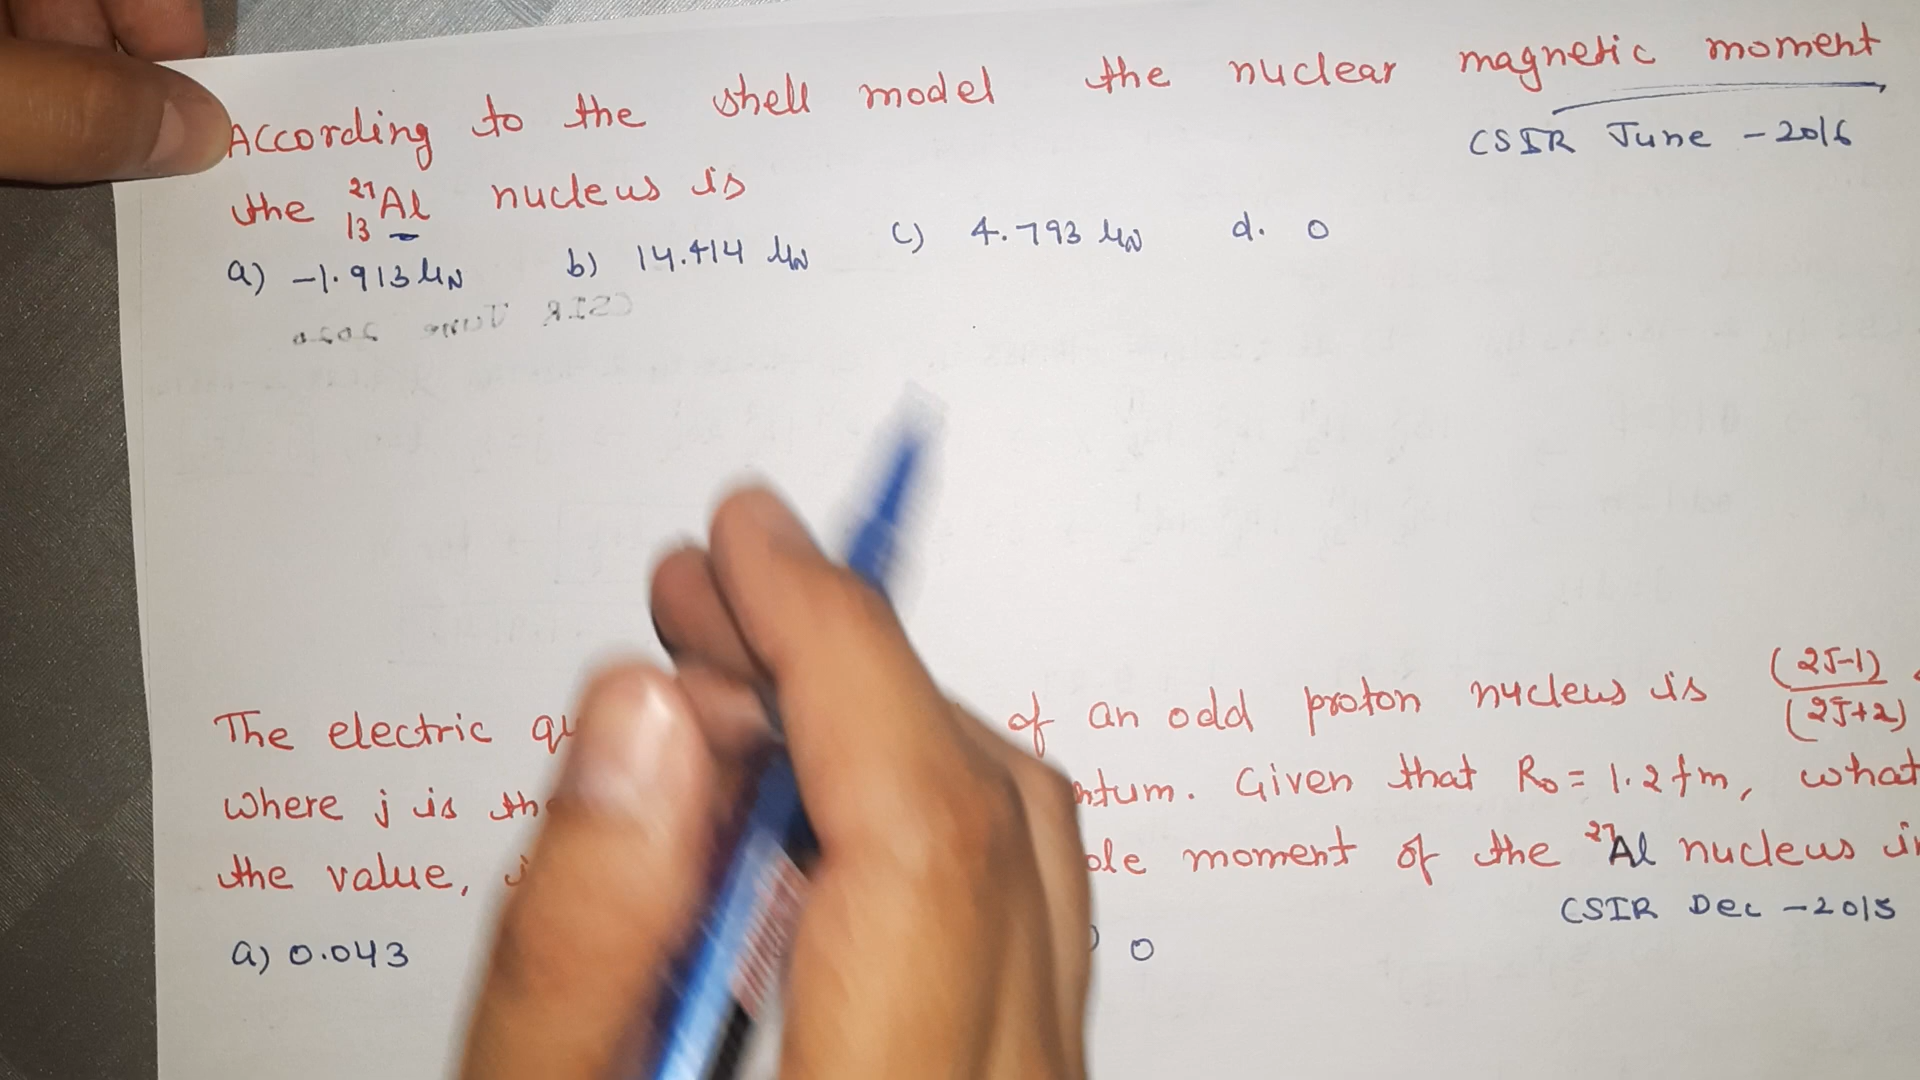 According to the shell model the nuclear magnetic moment
CSIR June - 2016
the ²⁷₁₃Al nucleus is
a) -1.913 μN b) 14.414 μN c) 4.793 μN d. 0
The electric of an odd proton nucleus is (2J-1)/(2J+2)
where j is the Given that R₀ = 1.2 fm, what
the value, moment of the ²⁷Al nucleus
CSIR Dec - 2015
a) 0.043 0